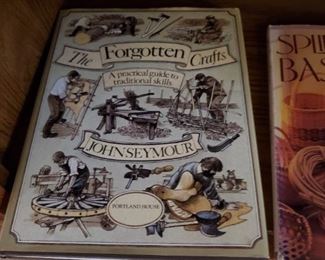 The Forgotten Crafts
A practical guide to
traditional skills
JOHN SEYMOUR
PORTLAND HOUSE
SPLI
BAS